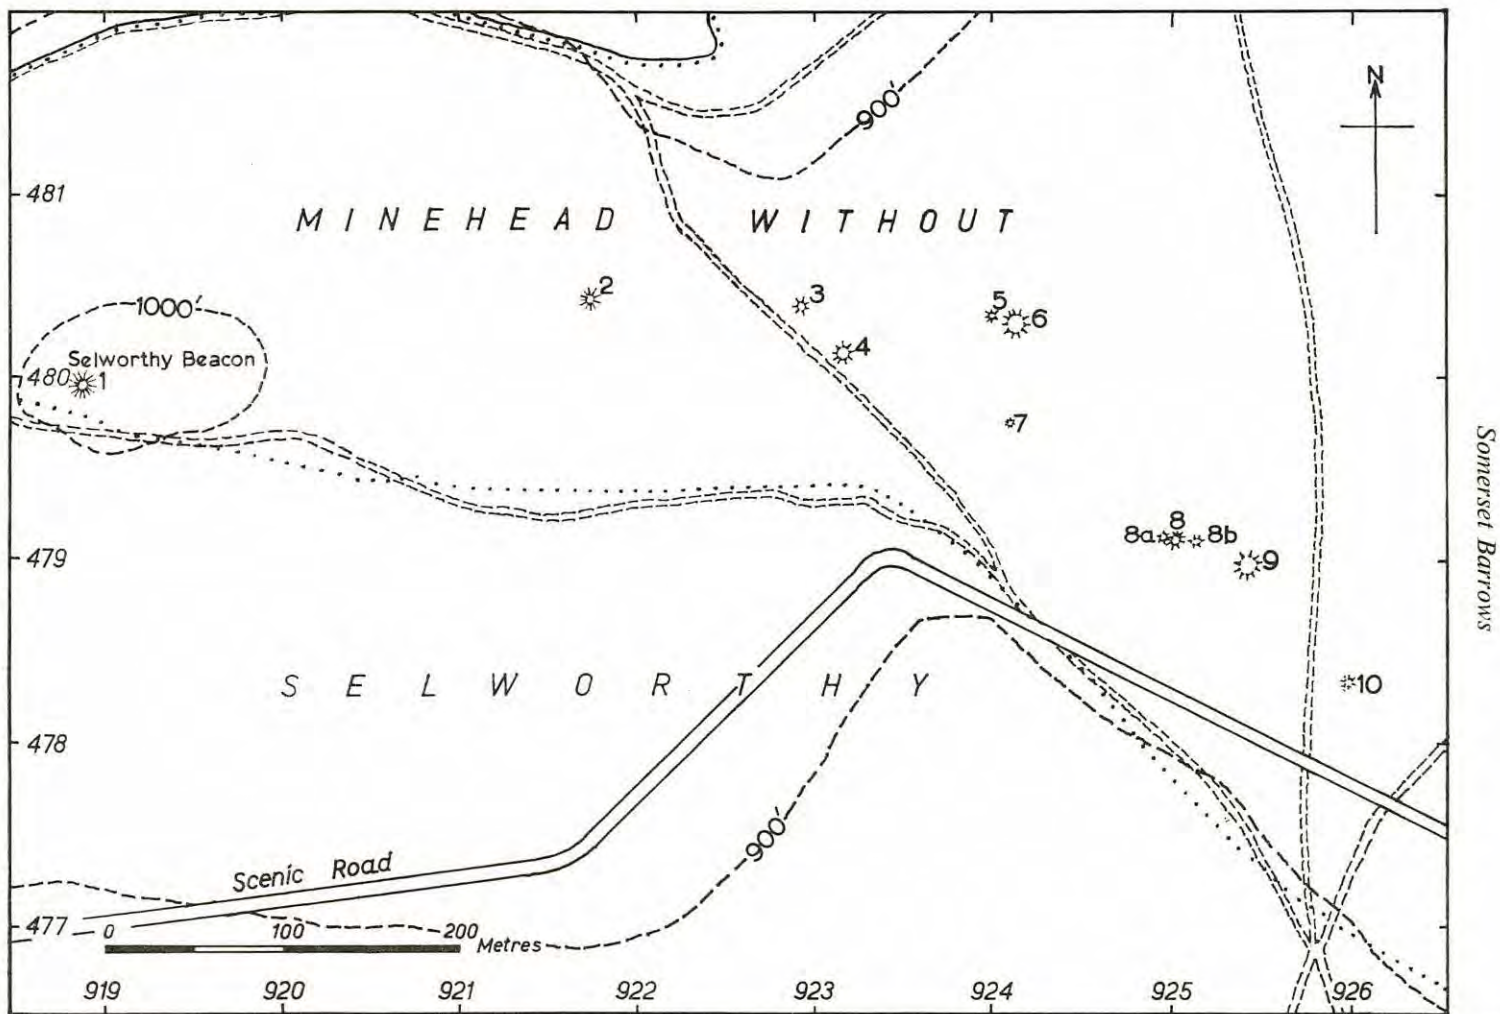 N
900'
481
MINEHEAD WITHOUT
1000'
2
3
5
6
4
Selworthy Beacon
480
1
7
8a
8
8b
9
479
SELWORTHY
10
478
900'
Scenic Road
477
0 100 200 Metres
919 920 921 922 923 924 925 926
Somerset Barrows